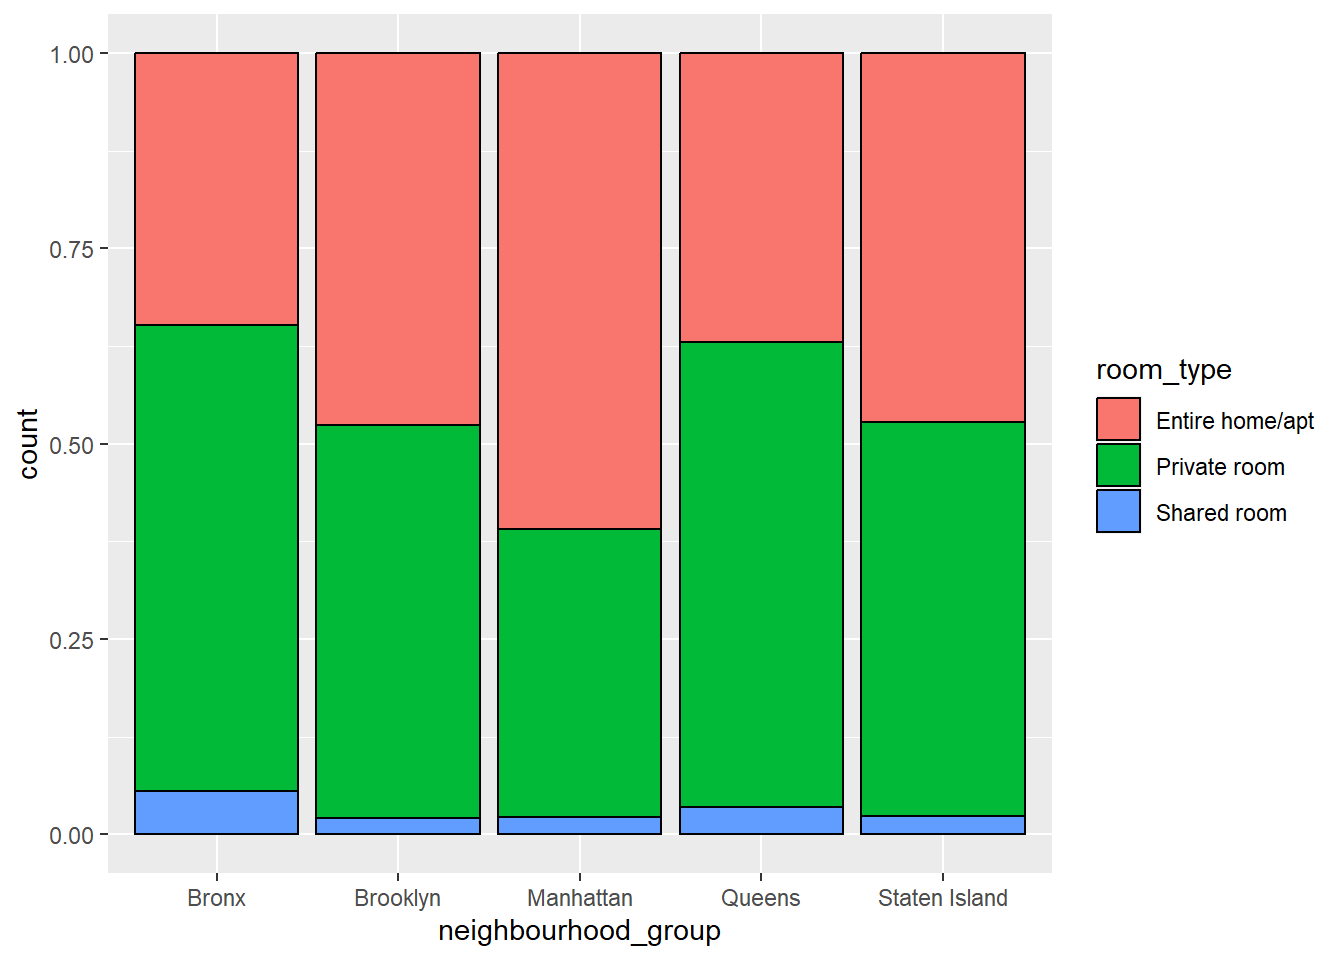 1.00
0.75
0.50
0.25
0.00
count
Bronx
Brooklyn
Manhattan
Queens
Staten Island
neighbourhood_group
room_type
Entire home/apt
Private room
Shared room